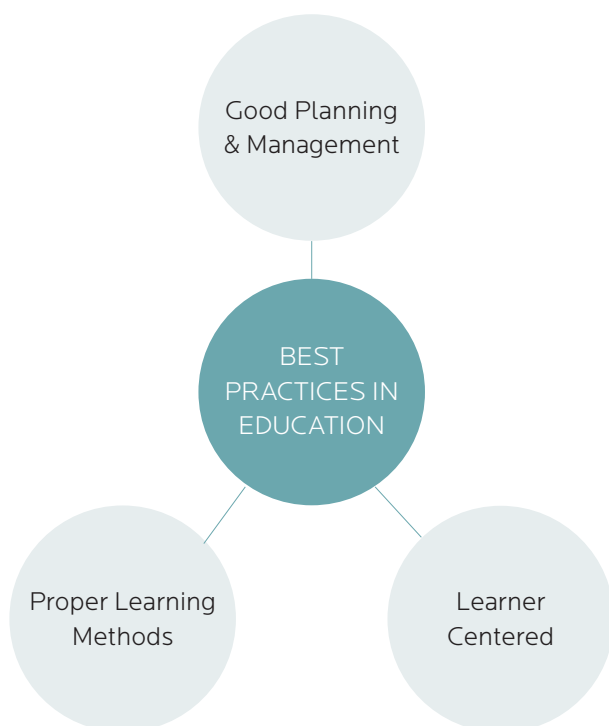 Good Planning
& Management
BEST
PRACTICES IN
EDUCATION
Proper Learning
Methods
Learner
Centered